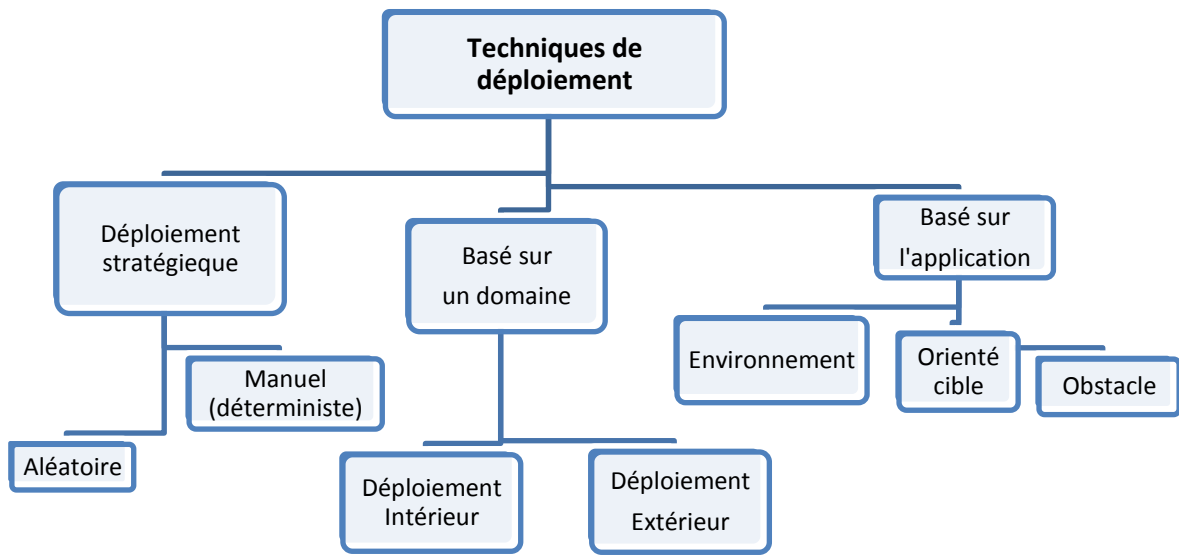 Techniques de
déploiement
Déploiement
stratégieque
Basé sur
un domaine
Basé sur
l'application
Manuel
(déterministe)
Aléatoire
Déploiement
Intérieur
Déploiement
Extérieur
Environnement
Orienté
cible
Obstacle